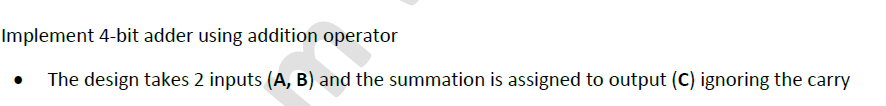 Implement 4-bit adder using addition operator
• The design takes 2 inputs (A, B) and the summation is assigned to output (C) ignoring the carry